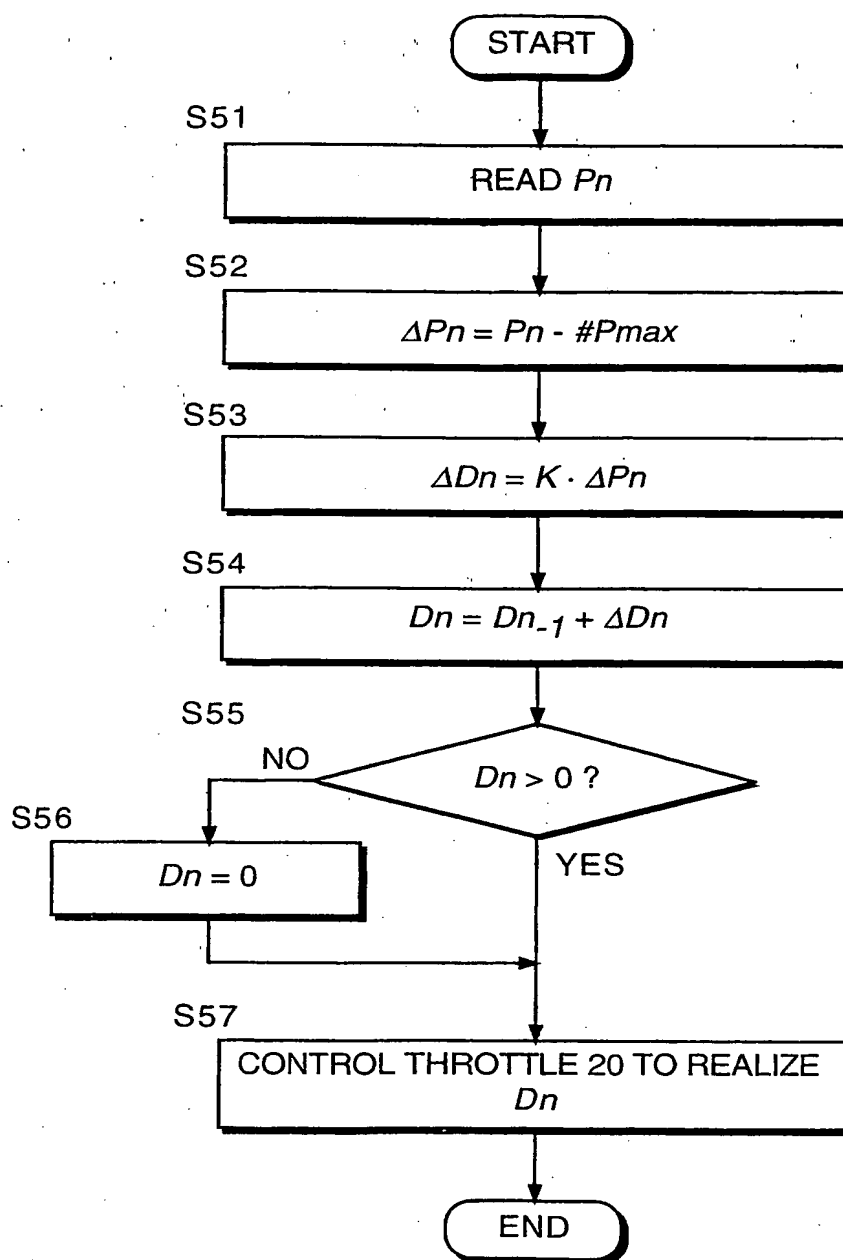 START
S51
READ Pn
S52
ΔPn = Pn - #Pmax
S53
ΔDn = K · ΔPn
S54
Dn = Dn-1 + ΔDn
S55
NO
Dn > 0 ?
S56
Dn = 0
YES
S57
CONTROL THROTTLE 20 TO REALIZE
Dn
END